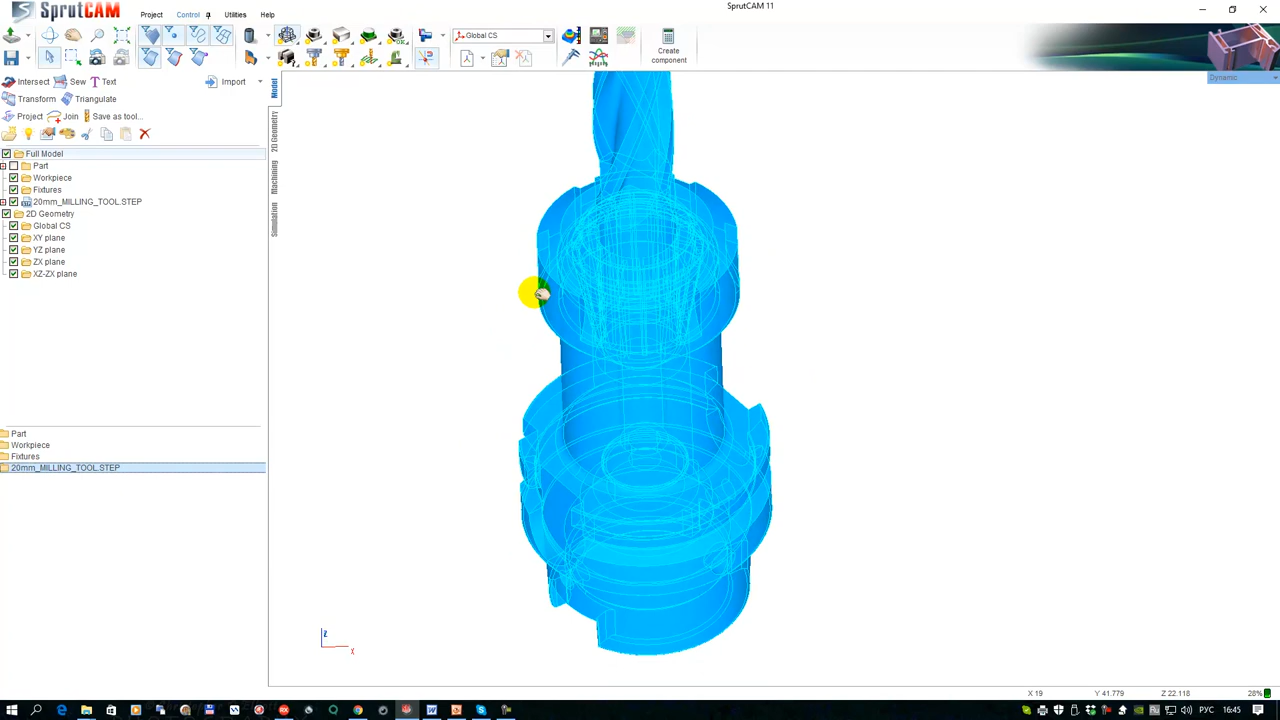 SprutCAM
Project
Control
Utilities
Help
SprutCAM 11
Global CS
Create
component
Intersect
Sew
Text
Import
Transform
Triangulate
Project
Join
Save as tool...
Dynamic
Full Model
Part
Workpiece
Fixtures
20mm_MILLING_TOOL.STEP
2D Geometry
Global CS
XY plane
YZ plane
ZX plane
XZ-ZX plane
Model
2D Geometry
Machining
Simulation
Part
Workpiece
Fixtures
20mm_MILLING_TOOL.STEP
Z
X
X 19
Y 41.779
Z 22.118
28%
РУС
16:45